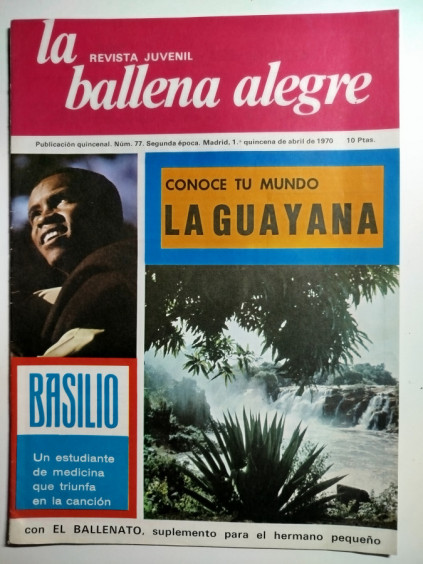 la
REVISTA JUVENIL
ballena alegre
Publicación quincenal. Núm. 77. Segunda época. Madrid, 1.ª quincena de abril de 1970 10 Ptas.
CONOCE TU MUNDO
LA GUAYANA
BASILIO
Un estudiante
de medicina
que triunfa
en la canción
con EL BALLENATO, suplemento para el hermano pequeño